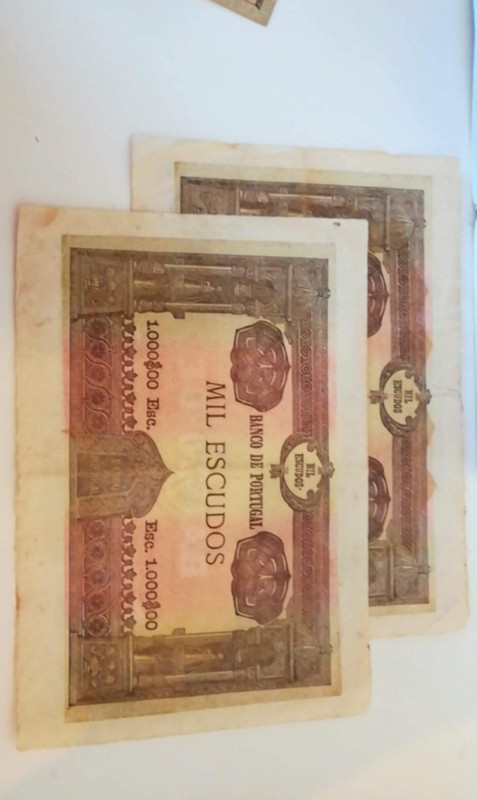 MIL
ESCUDOS
BANCO DE PORTUGAL
MIL ESCUDOS
1.000$00 Esc.
Esc. 1.000$00
MIL
ESCUDOS